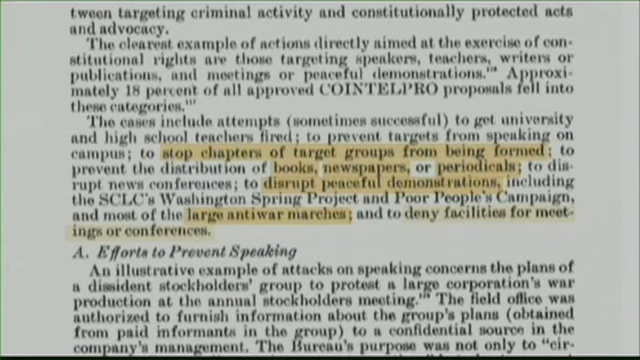 tween targeting criminal activity and constitutionally protected acts
and advocacy.
The clearest example of actions directly aimed at the exercise of con-
stitutional rights are those targeting speakers, teachers, writers or
publications, and meetings or peaceful demonstrations. Approxi-
mately 18 percent of all approved COINTELPRO proposals fell into
these categories.
The cases include attempts (sometimes successful) to get university
and high school teachers fired; to prevent targets from speaking on
campus; to stop chapters of target groups from being formed; to
prevent the distribution of books, newspapers, or periodicals; to dis-
rupt news conferences; to disrupt peaceful demonstrations, including
the SCLC's Washington Spring Project and Poor People's Campaign,
and most of the large antiwar marches; and to deny facilities for meet-
ings or conferences.
A. Efforts to Prevent Speaking
An illustrative example of attacks on speaking concerns the plans of
a dissident stockholders' group to protest a large corporation's war
production at the annual stockholders meeting. The field office was
authorized to furnish information about the group's plans (obtained
from paid informants in the group) to a confidential source in the
company's management. The Bureau's purpose was not only to "cir-